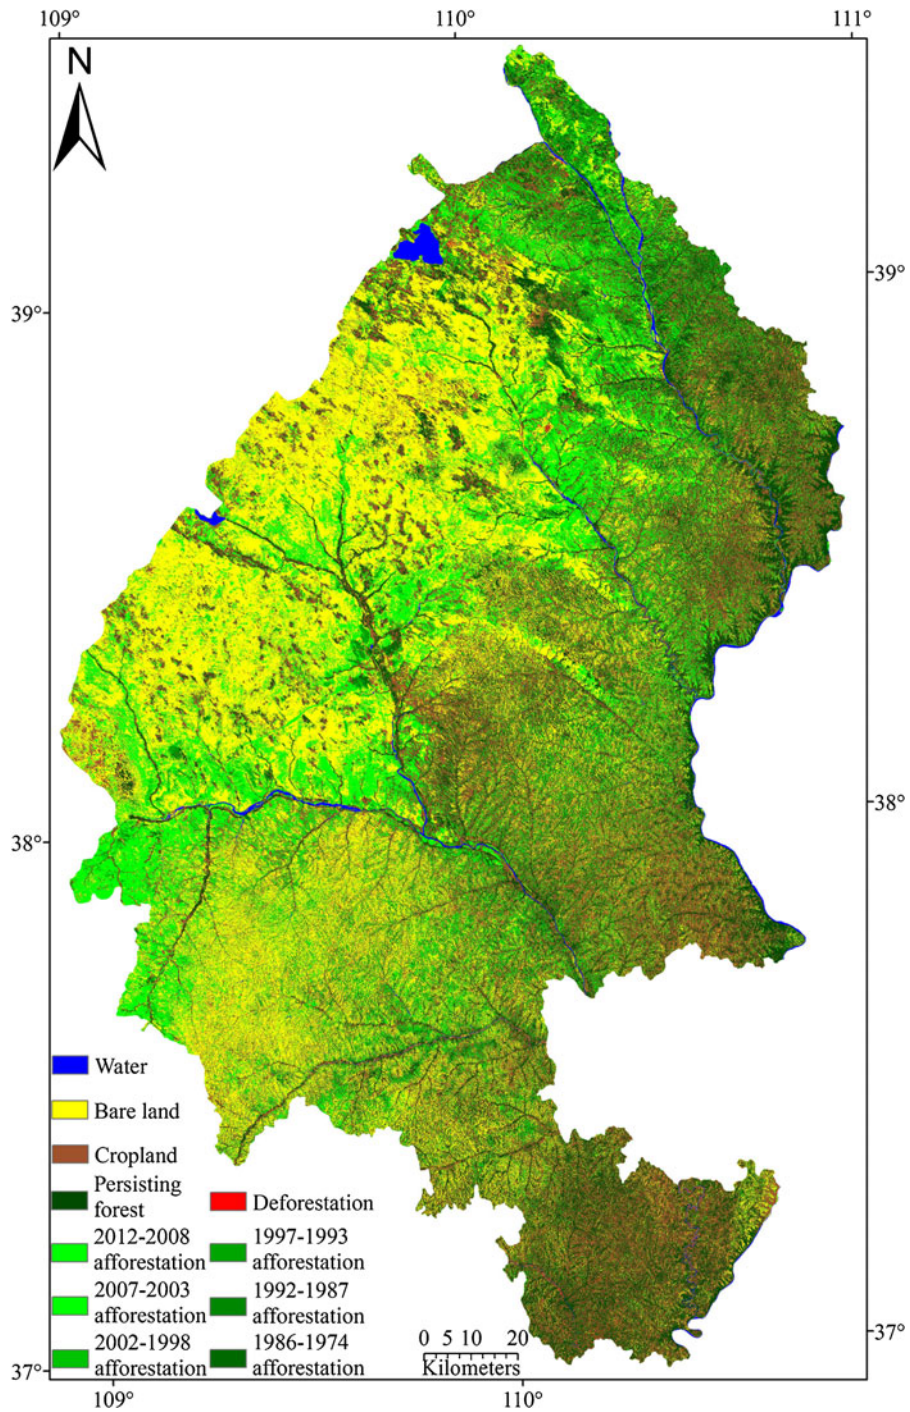 109°
110°
111°
N
39°
39°
38°
38°
Water
Bare land
Cropland
Persisting
forest
Deforestation
2012-2008
afforestation
1997-1993
afforestation
2007-2003
afforestation
1992-1987
afforestation
2002-1998
afforestation
1986-1974
afforestation
0 5 10 20
Kilometers
37°
37°
109°
110°